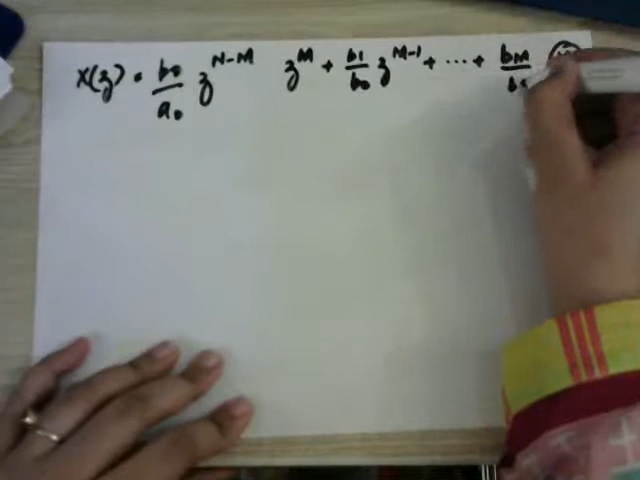 X(z) = b0/a0 z^N-M z^M + b1/b0 z^M-1 + ... + bM/b0